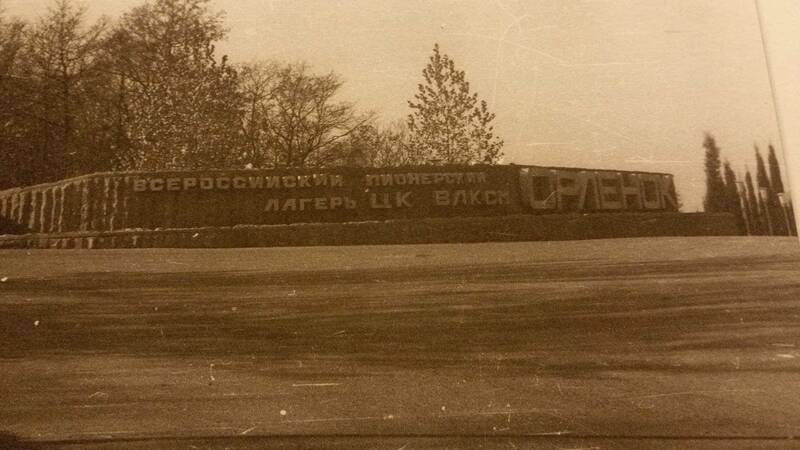 ВСЕРОССИЙСКИЙ ПИОНЕРСКИЙ
ЛАГЕРЬ ЦК ВЛКСМ
ОРЛЕНОК